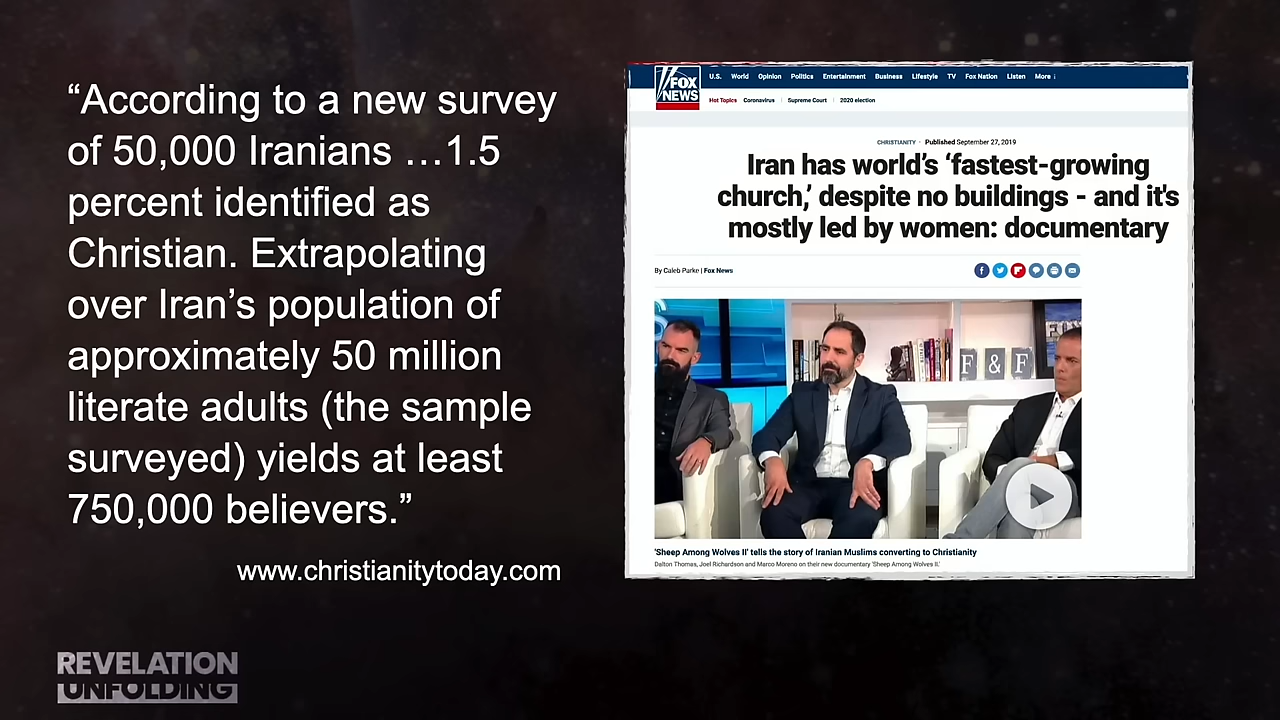 “According to a new survey
of 50,000 Iranians …1.5
percent identified as
Christian. Extrapolating
over Iran’s population of
approximately 50 million
literate adults (the sample
surveyed) yields at least
750,000 believers.”
www.christianitytoday.com
REVELATION
UNFOLDING
FOX
NEWS
U.S. World Opinion Politics Entertainment Business Lifestyle TV Fox Nation Listen More
Hot Topics Coronavirus Supreme Court 2020 election
CHRISTIANITY · Published September 27, 2019
Iran has world’s ‘fastest-growing
church,’ despite no buildings - and it's
mostly led by women: documentary
By Caleb Parke | Fox News
F & F
'Sheep Among Wolves II' tells the story of Iranian Muslims converting to Christianity
Dalton Thomas, Joel Richardson and Marco Moreno on their new documentary 'Sheep Among Wolves II.'